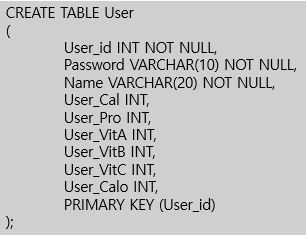 CREATE TABLE User
(
User_id INT NOT NULL,
Password VARCHAR(10) NOT NULL,
Name VARCHAR(20) NOT NULL,
User_Cal INT,
User_Pro INT,
User_VitA INT,
User_VitB INT,
User_VitC INT,
User_Calo INT,
PRIMARY KEY (User_id)
);